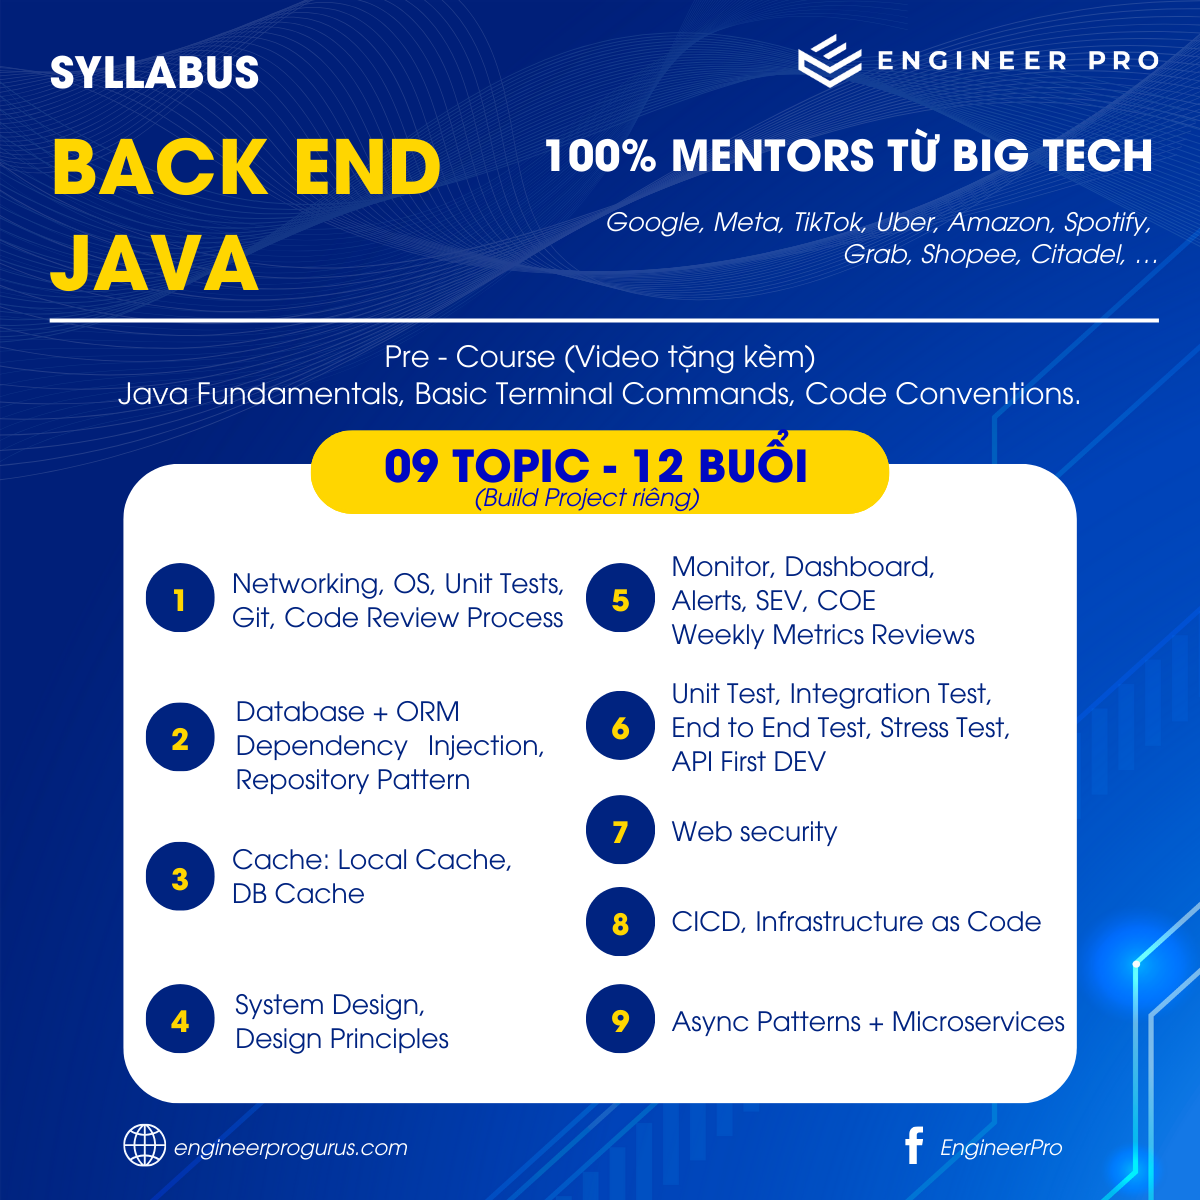 SYLLABUS
ENGINEER PRO
BACK END
JAVA
100% MENTORS TỪ BIG TECH
Google, Meta, TikTok, Uber, Amazon, Spotify,
Grab, Shopee, Citadel, ...
Pre - Course (Video tặng kèm)
Java Fundamentals, Basic Terminal Commands, Code Conventions.
09 TOPIC - 12 BUỔI
(Build Project riêng)
1
Networking, OS, Unit Tests,
Git, Code Review Process
2
Database + ORM
Dependency Injection,
Repository Pattern
3
Cache: Local Cache,
DB Cache
4
System Design,
Design Principles
5
Monitor, Dashboard,
Alerts, SEV, COE
Weekly Metrics Reviews
6
Unit Test, Integration Test,
End to End Test, Stress Test,
API First DEV
7
Web security
8
CICD, Infrastructure as Code
9
Async Patterns + Microservices
engineerprogurus.com
EngineerPro